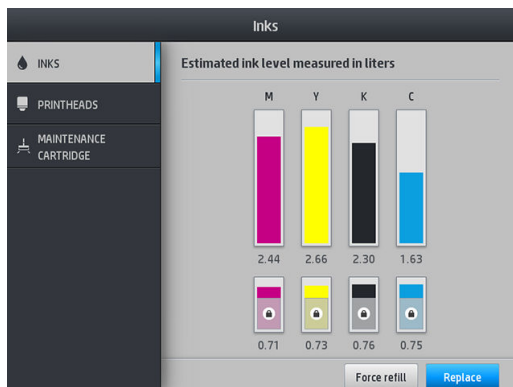 Inks
INKS
PRINTHEADS
MAINTENANCE
CARTRIDGE
Estimated ink level measured in liters
M Y K C
2.44 2.66 2.30 1.63
0.71 0.73 0.76 0.75
Force refill Replace